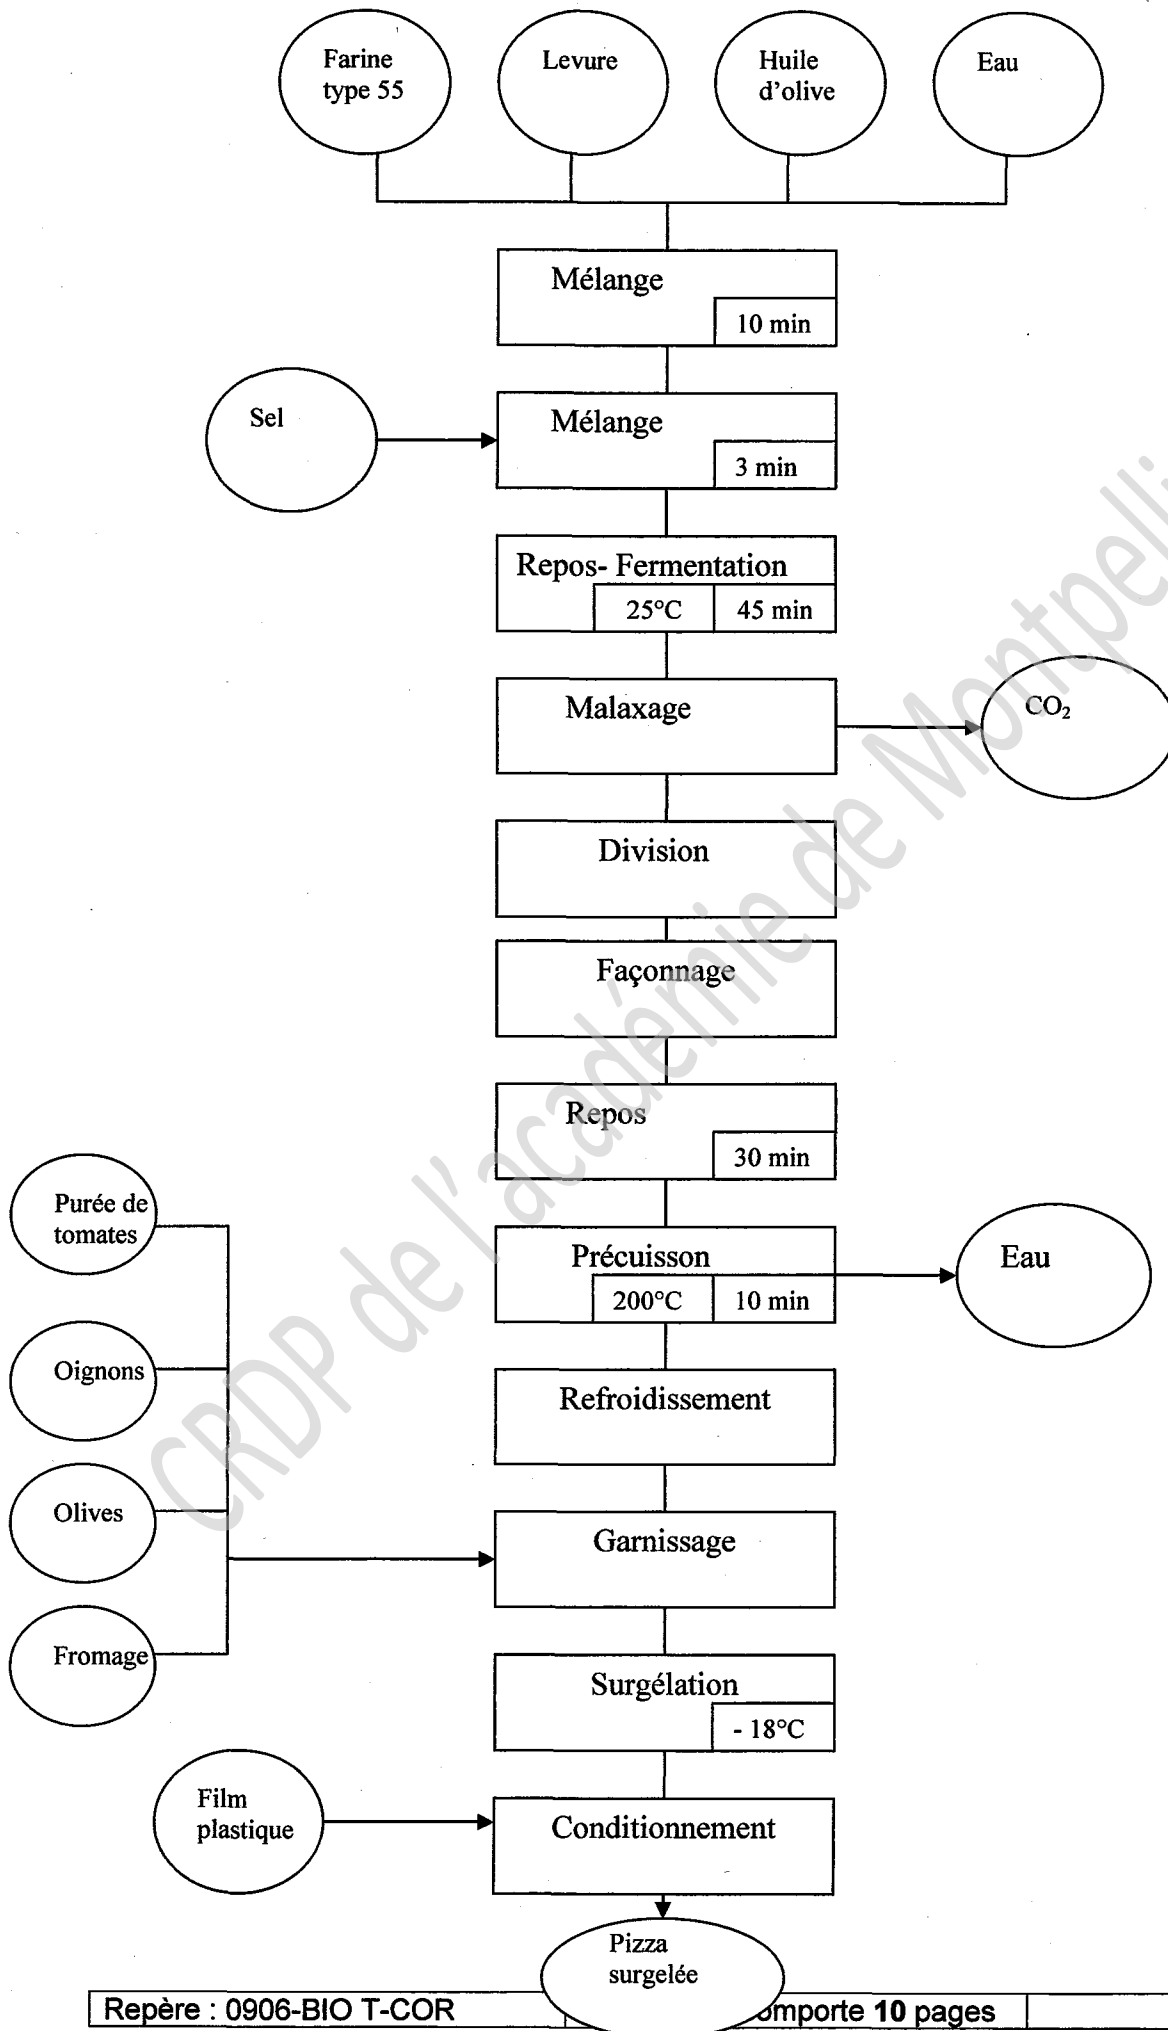 Farine
type 55
Levure
Huile
d'olive
Eau
Mélange
10 min
Sel
Mélange
3 min
Repos- Fermentation
25°C
45 min
Malaxage
CO₂
Division
Façonnage
Repos
30 min
Purée de
tomates
Précuisson
200°C
10 min
Eau
Oignons
Refroidissement
Olives
Garnissage
Fromage
Surgélation
- 18°C
Film
plastique
Conditionnement
Pizza
surgelée
Repère : 0906-BIO T-COR
omporte 10 pages
CRDP de l'académie de Montpelli